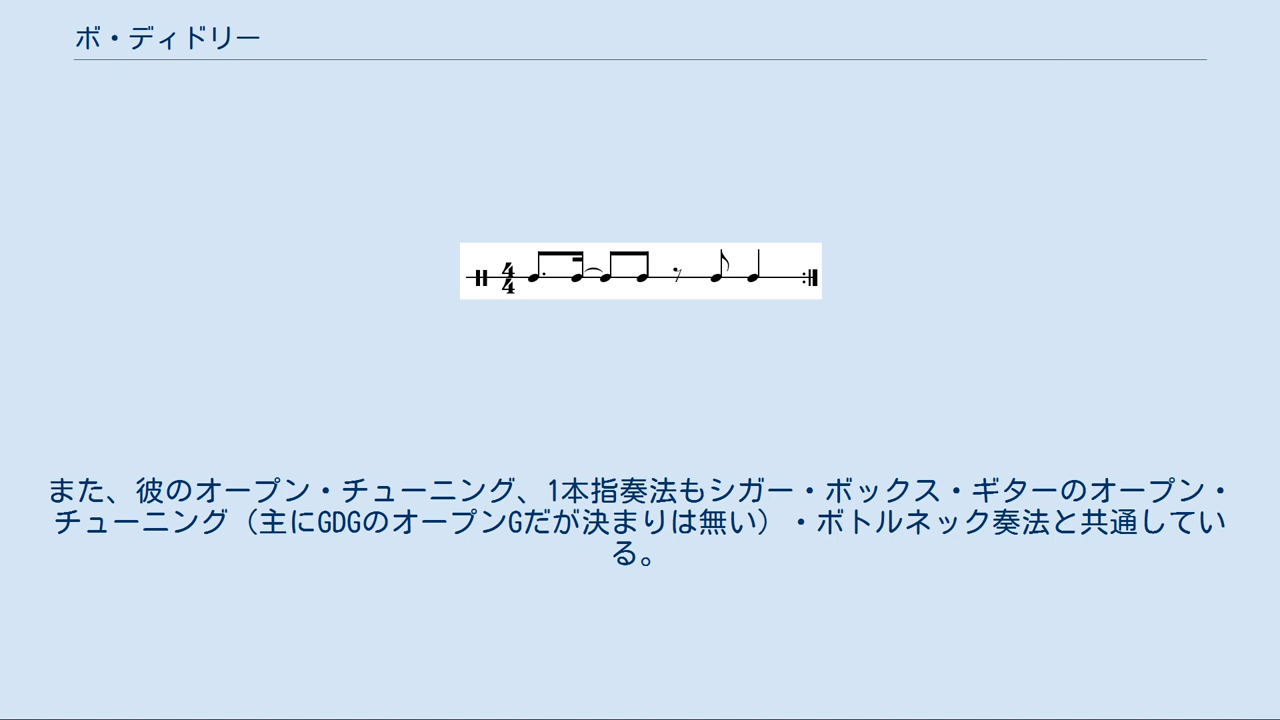 ボ・ディドリー
4
4
また、彼のオープン・チューニング、1本指奏法もシガー・ボックス・ギターのオープン・
チューニング（主にGDGのオープンGだが決まりは無い）・ボトルネック奏法と共通してい
る。